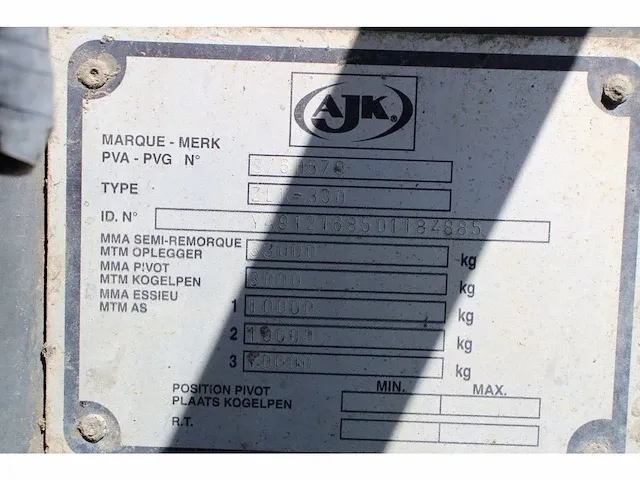 AJK®
MARQUE - MERK
PVA - PVG N°
TYPE
ID. N°
MMA SEMI-REMORQUE
MTM OPLEGGER kg
MMA PIVOT
MTM KOGELPEN kg
MMA ESSIEU
MTM AS 1 10000 kg
2 kg
3 kg
MIN. MAX.
POSITION PIVOT
PLAATS KOGELPEN
R.T.